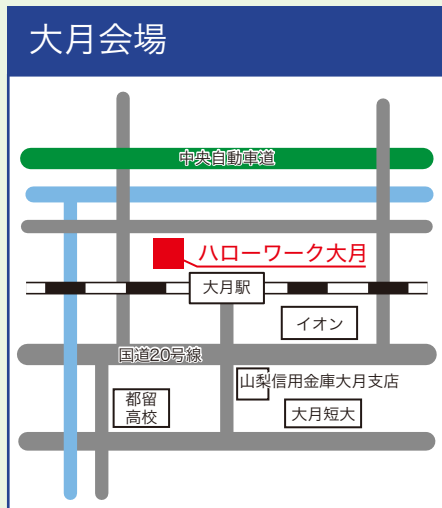 大月会場
中央自動車道
ハローワーク大月
大月駅
イオン
国道20号線
山梨信用金庫大月支店
都留
高校
大月短大